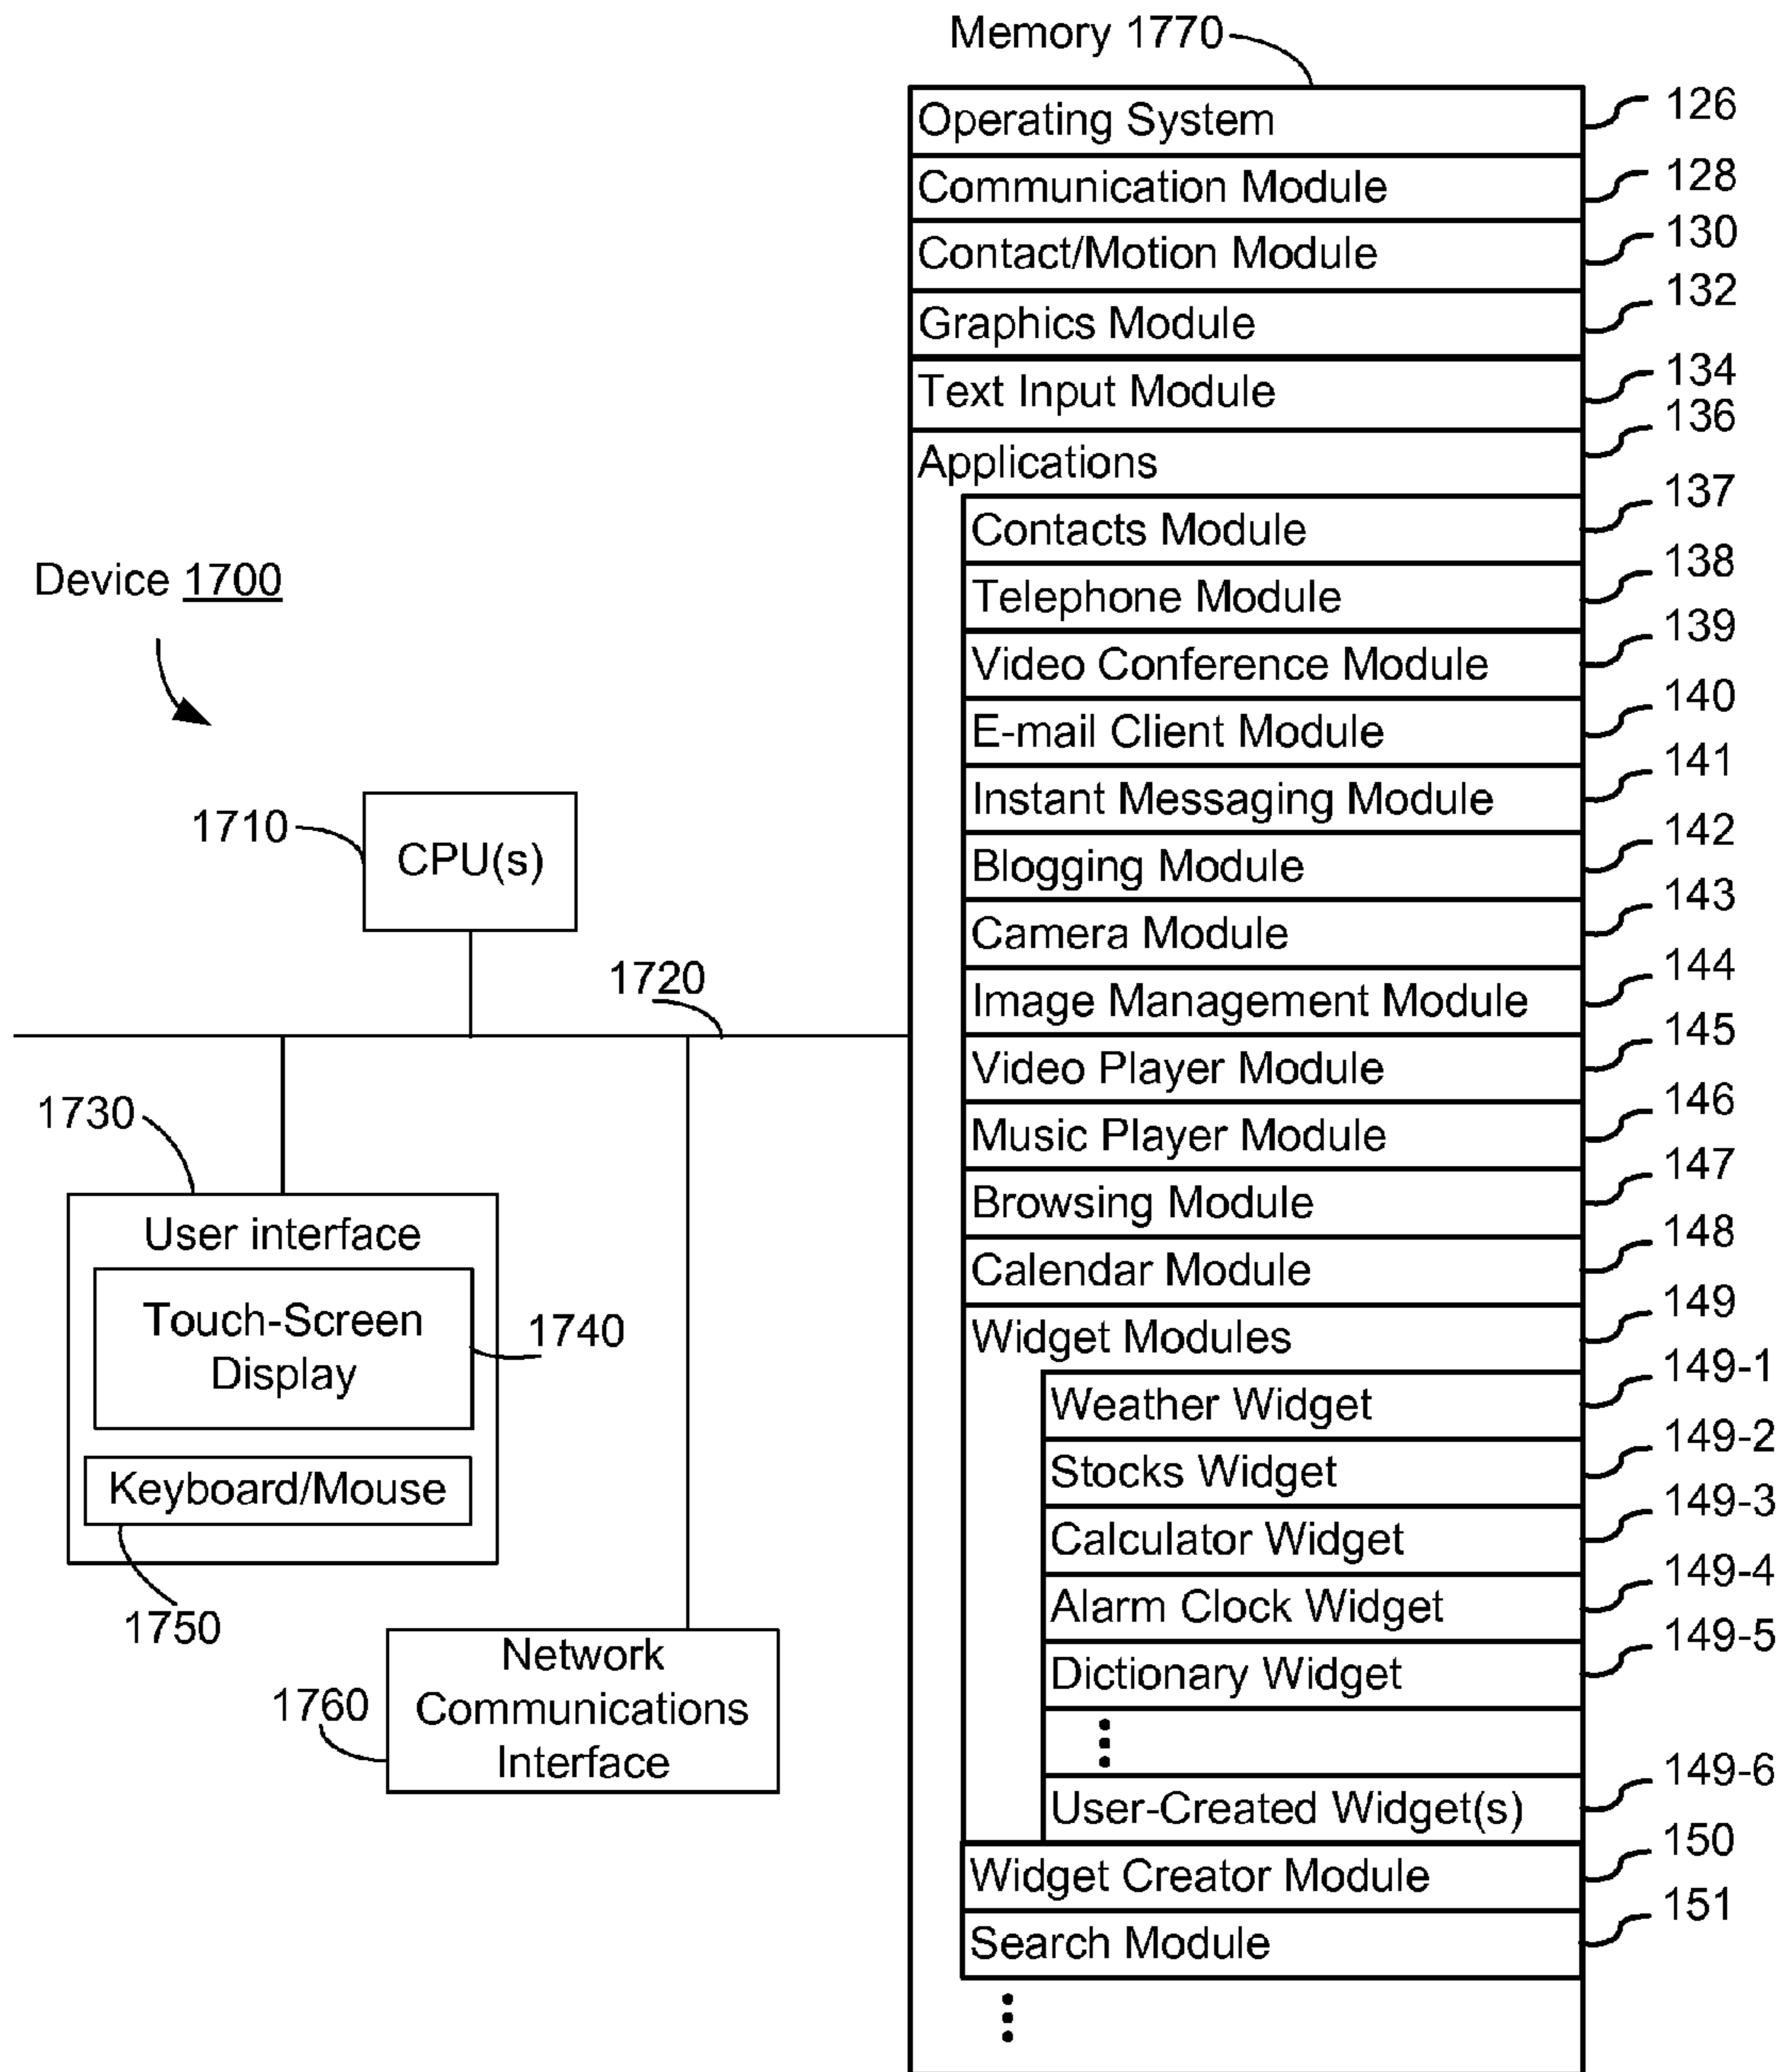 Memory 1770
Operating System 126
Communication Module 128
Contact/Motion Module 130
Graphics Module 132
Text Input Module 134
Applications 136
Contacts Module 137
Telephone Module 138
Video Conference Module 139
E-mail Client Module 140
Instant Messaging Module 141
Blogging Module 142
Camera Module 143
Image Management Module 144
Video Player Module 145
Music Player Module 146
Browsing Module 147
Calendar Module 148
Widget Modules 149
Weather Widget 149-1
Stocks Widget 149-2
Calculator Widget 149-3
Alarm Clock Widget 149-4
Dictionary Widget 149-5
User-Created Widget(s) 149-6
Widget Creator Module 150
Search Module 151
Device 1700
1710
CPU(s)
1720
1730
User interface
Touch-Screen
Display
1740
Keyboard/Mouse
1750
1760
Network
Communications
Interface